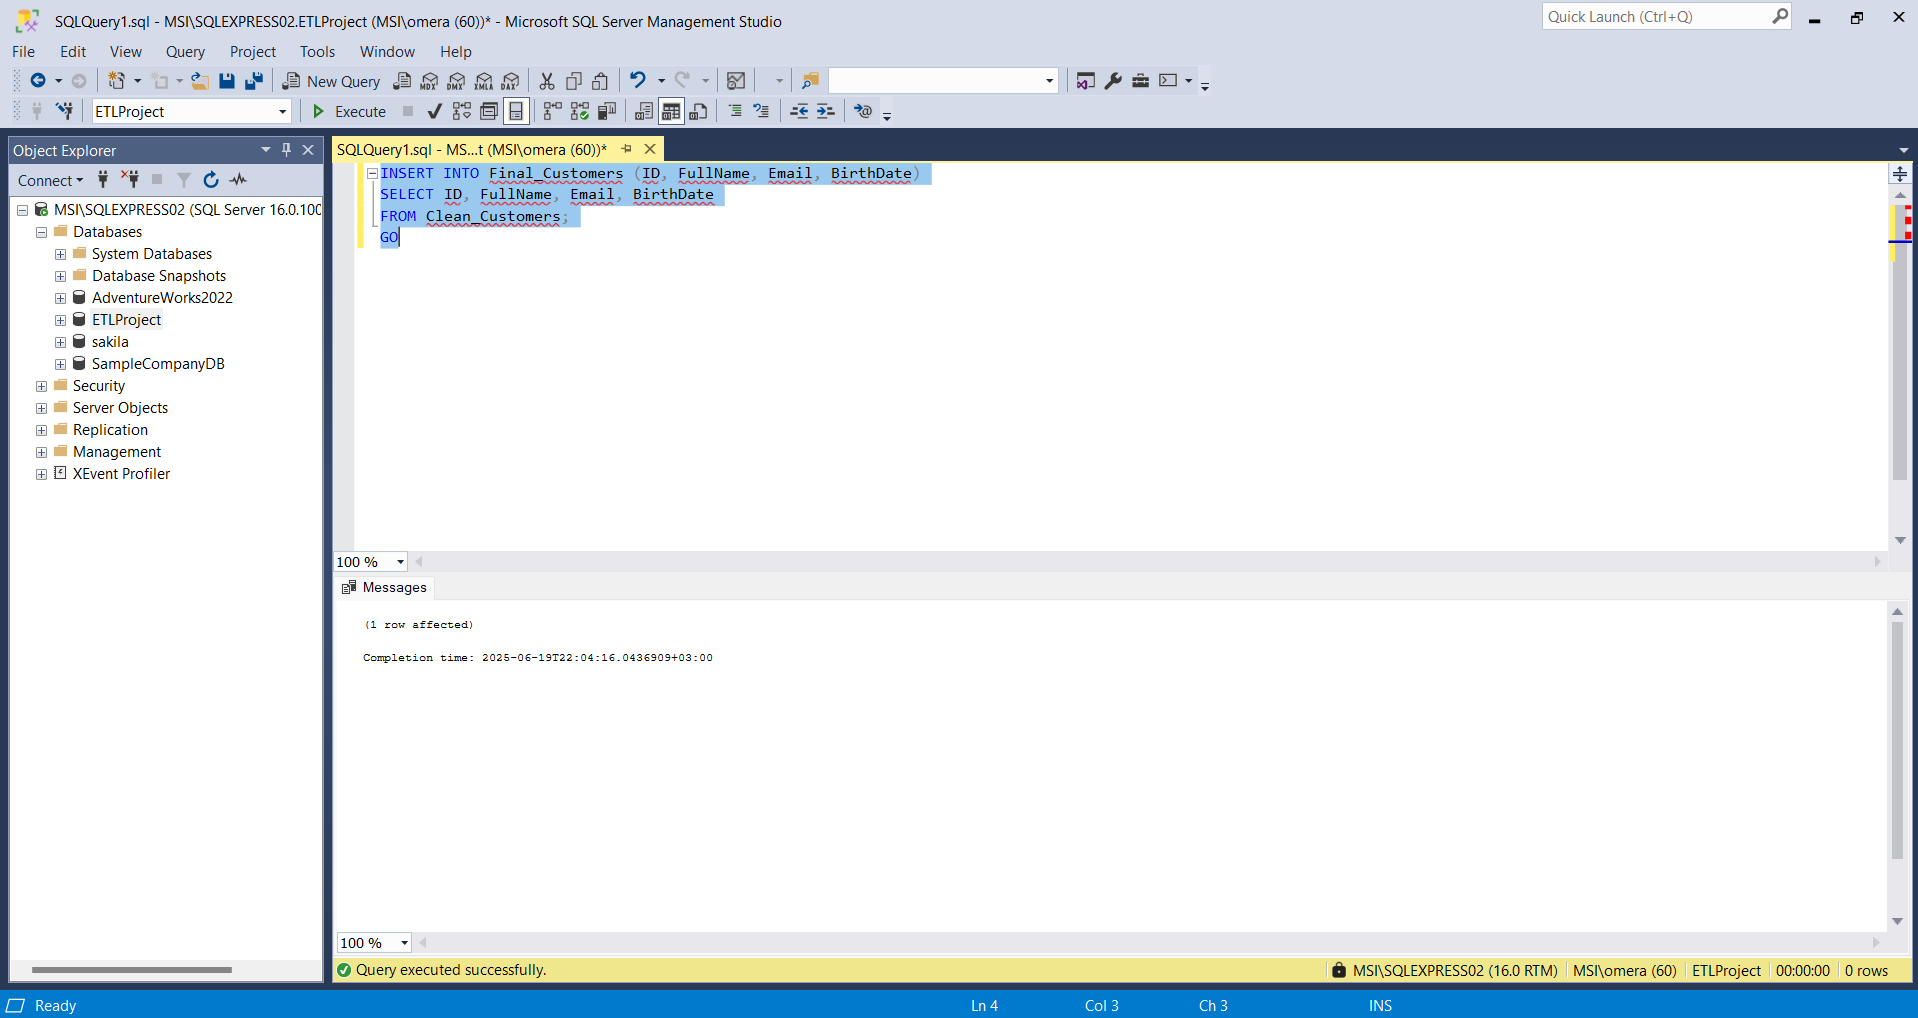 SQLQuery1.sql - MSI\SQLEXPRESS02.ETLProject (MSI\omera (60))* - Microsoft SQL Server Management Studio
Quick Launch (Ctrl+Q)
File Edit View Query Project Tools Window Help
New Query MDX DMX XMLA DAX
ETLProject Execute
Object Explorer
Connect
MSI\SQLEXPRESS02 (SQL Server 16.0.100
Databases
System Databases
Database Snapshots
AdventureWorks2022
ETLProject
sakila
SampleCompanyDB
Security
Server Objects
Replication
Management
XEvent Profiler
SQLQuery1.sql - MS...t (MSI\omera (60))*
INSERT INTO Final_Customers (ID, FullName, Email, BirthDate)
SELECT ID, FullName, Email, BirthDate
FROM Clean_Customers;
GO
100 %
Messages
(1 row affected)
Completion time: 2025-06-19T22:04:16.0436909+03:00
100 %
Query executed successfully.
MSI\SQLEXPRESS02 (16.0 RTM) MSI\omera (60) ETLProject 00:00:00 0 rows
Ready Ln 4 Col 3 Ch 3 INS